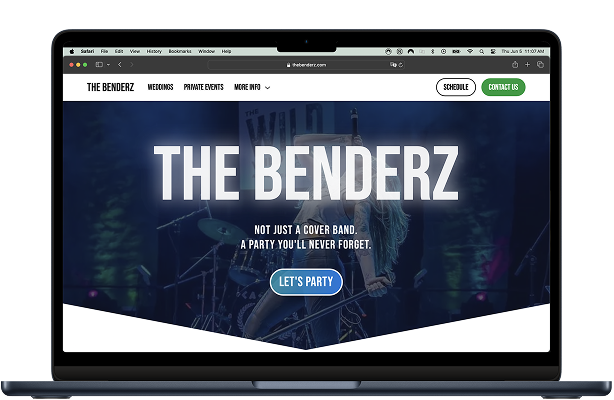 Safari File Edit View History Bookmarks Window Help Thu Jun 5 11:07 AM
thebenderz.com
THE BENDERZ WEDDINGS PRIVATE EVENTS MORE INFO SCHEDULE CONTACT US
THE WILD
THE BENDERZ
NOT JUST A COVER BAND.
A PARTY YOU'LL NEVER FORGET.
LET'S PARTY